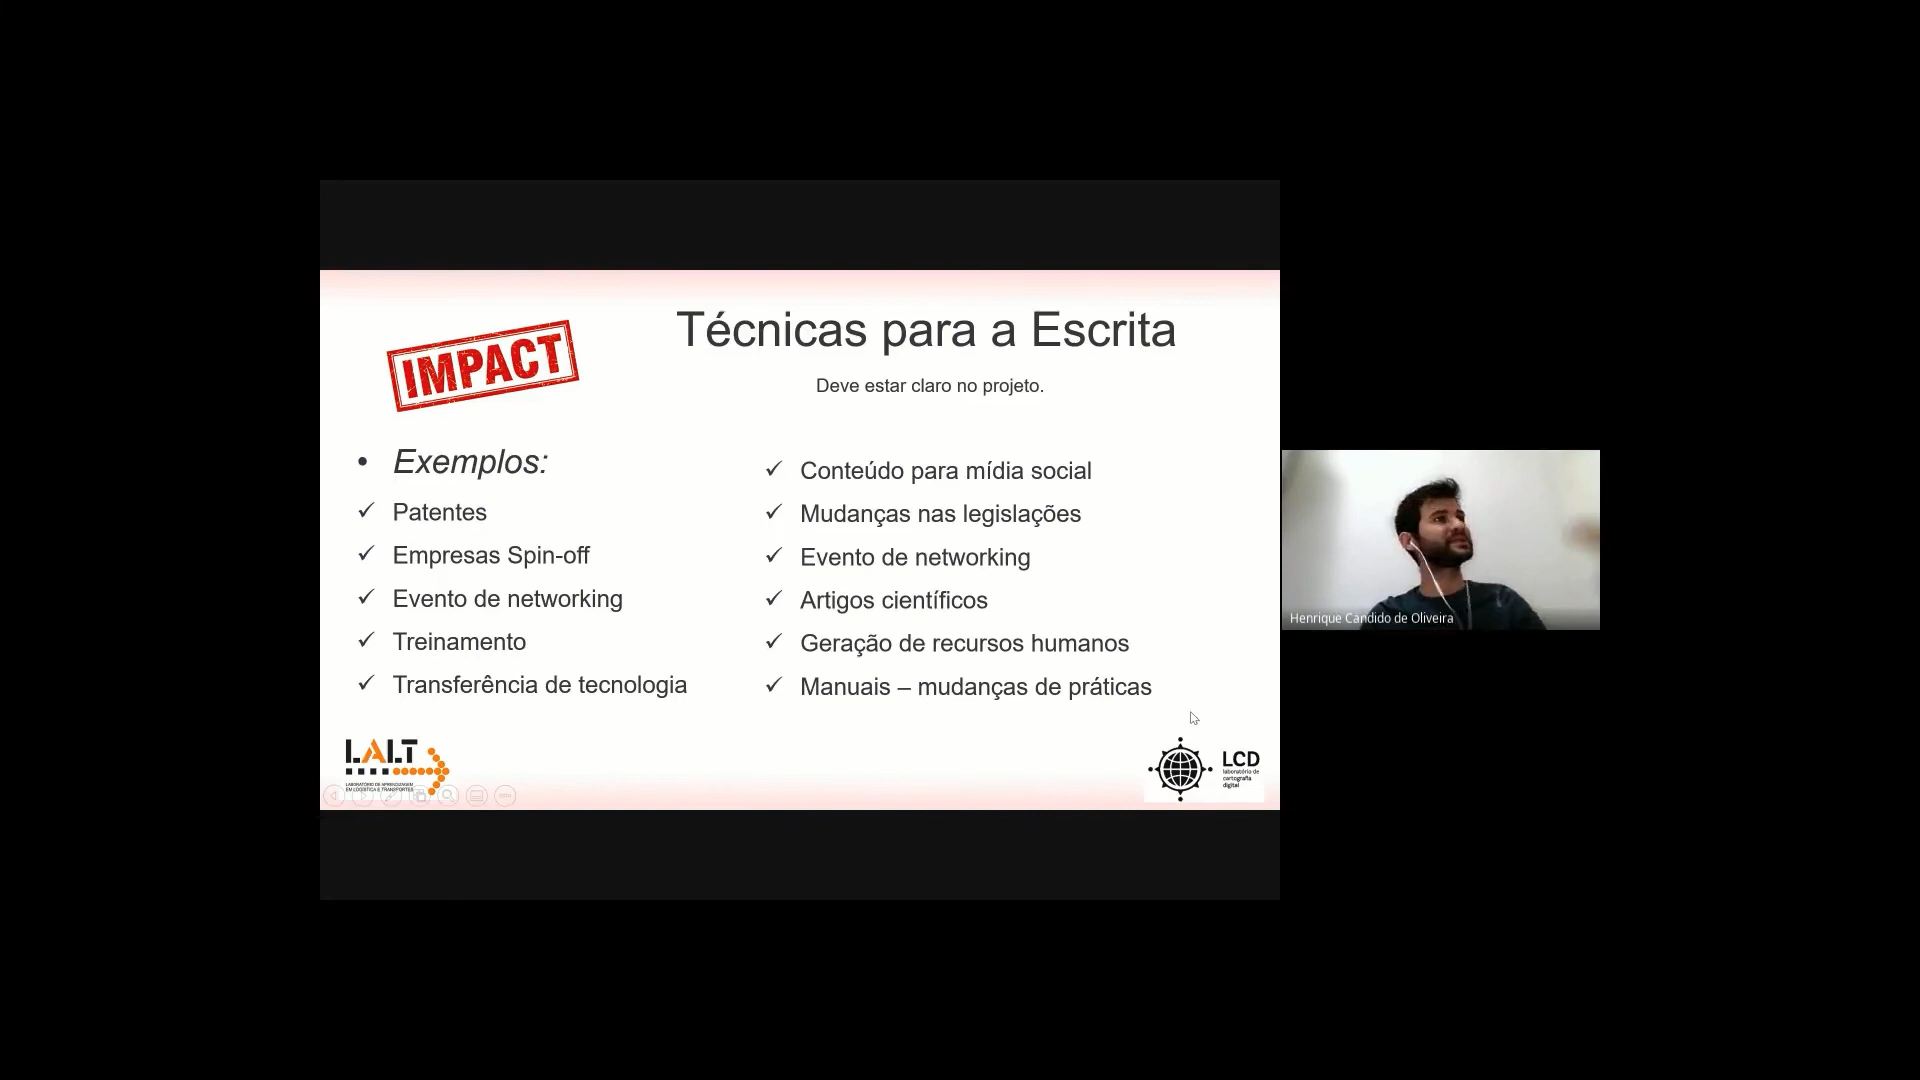 IMPACT
Técnicas para a Escrita
Deve estar claro no projeto.
• Exemplos:
✓ Patentes
✓ Empresas Spin-off
✓ Evento de networking
✓ Treinamento
✓ Transferência de tecnologia
✓ Conteúdo para mídia social
✓ Mudanças nas legislações
✓ Evento de networking
✓ Artigos científicos
✓ Geração de recursos humanos
✓ Manuais – mudanças de práticas
Henrique Candido de Oliveira
LALT
LABORATÓRIO DE APRENDIZAGEM
EM LOGÍSTICA E TRANSPORTES
LCD
laboratório de
cartografia
digital